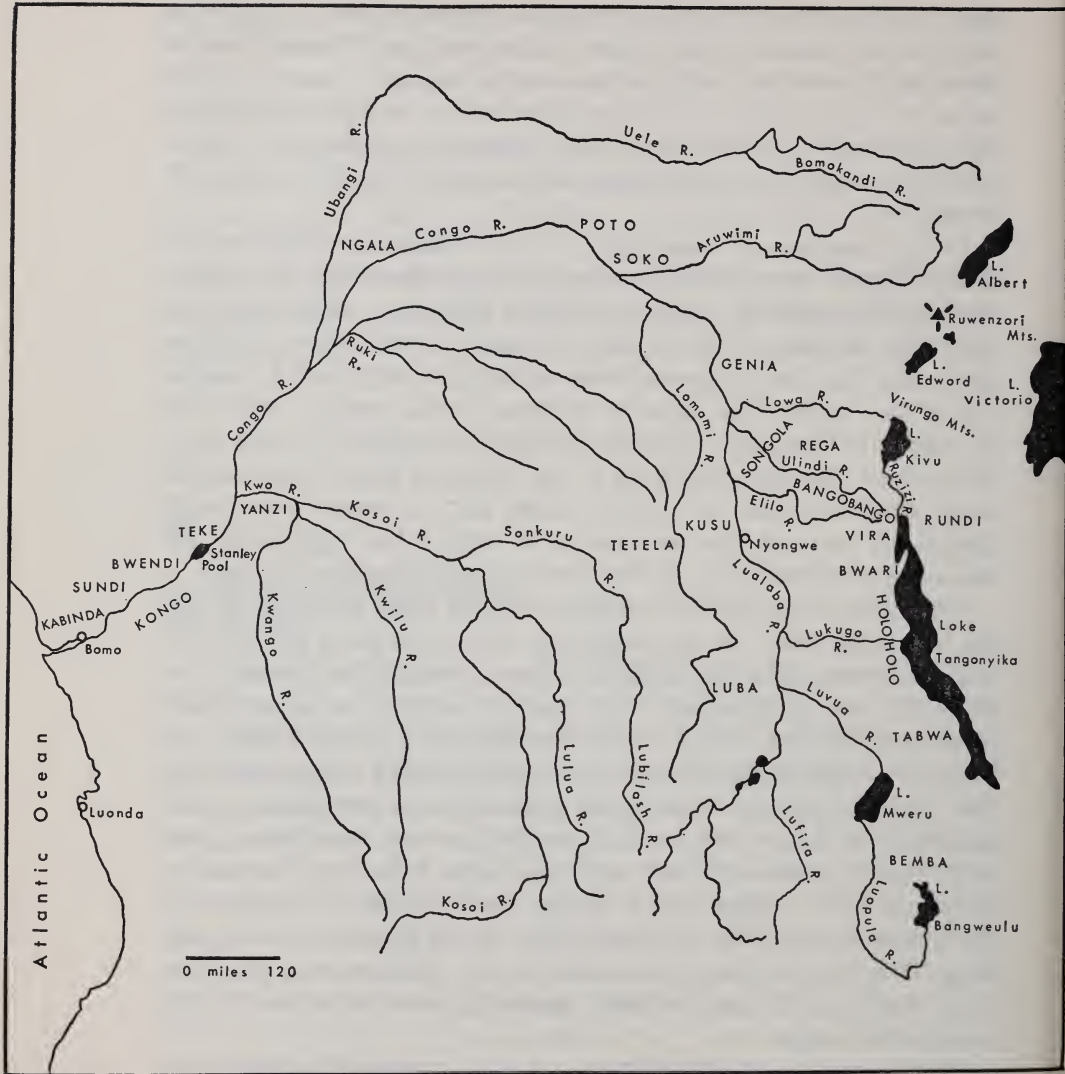 Uele R.
Ubangi R.
Bomokandi R.
Congo R.
POTO
NGALA
Aruwimi R.
SOKO
L.
Albert
Ruwenzori
Mts.
Ruki
R.
GENIA
L.
Edword
L.
Victorio
Congo R.
Lomami R.
Lowa R.
Virungo Mts.
SONGOLA
REGA
L.
Kivu
Ulindi R.
Ruzizi R.
Kwo R.
YANZI
Kosoi R.
Sonkuru R.
BANGOBANGO
Elilo R.
RUNDI
TEKE
Stanley
Pool
KUSU
TETELA
Nyongwe
VIRA
BWENDI
BWARI
SUNDI
Lualaba R.
KABINDA
KONGO
Bomo
Kwango R.
Kwilu R.
HOLOHOLO
Loke
Tangonyika
Lukugo
R.
LUBA
Luvua R.
TABWA
Atlantic Ocean
Luonda
Lulua R.
Lubilash R.
L.
Mweru
Lufira R.
BEMBA
L.
Bangweulu
Luopula R.
Kosoi R.
0 miles 120